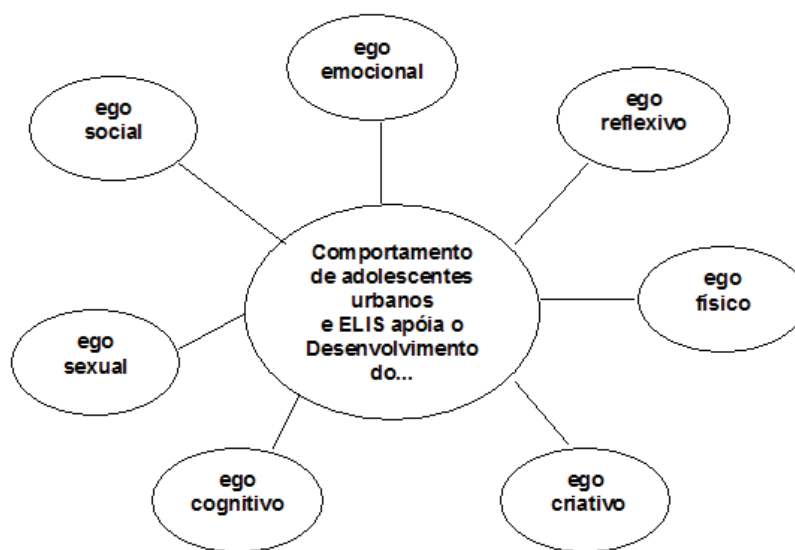 ego
emocional
ego
social
ego
reflexivo
Comportamento
de adolescentes
urbanos
e ELIS apóia o
Desenvolvimento
do...
ego
físico
ego
sexual
ego
cognitivo
ego
criativo